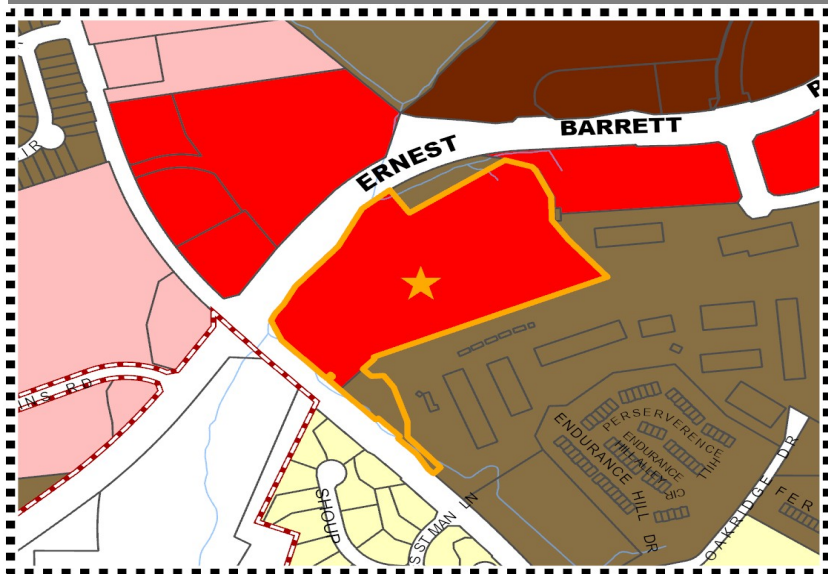 ERNEST
BARRETT
P
IR
INS RD
SHOUP
S ST MAN LN
PERSERVERENCE
HILL
ENDURANCE
HILL ALLEY
CIR
ENDURANCE HILL DR
OAKRIDGE DR
FER